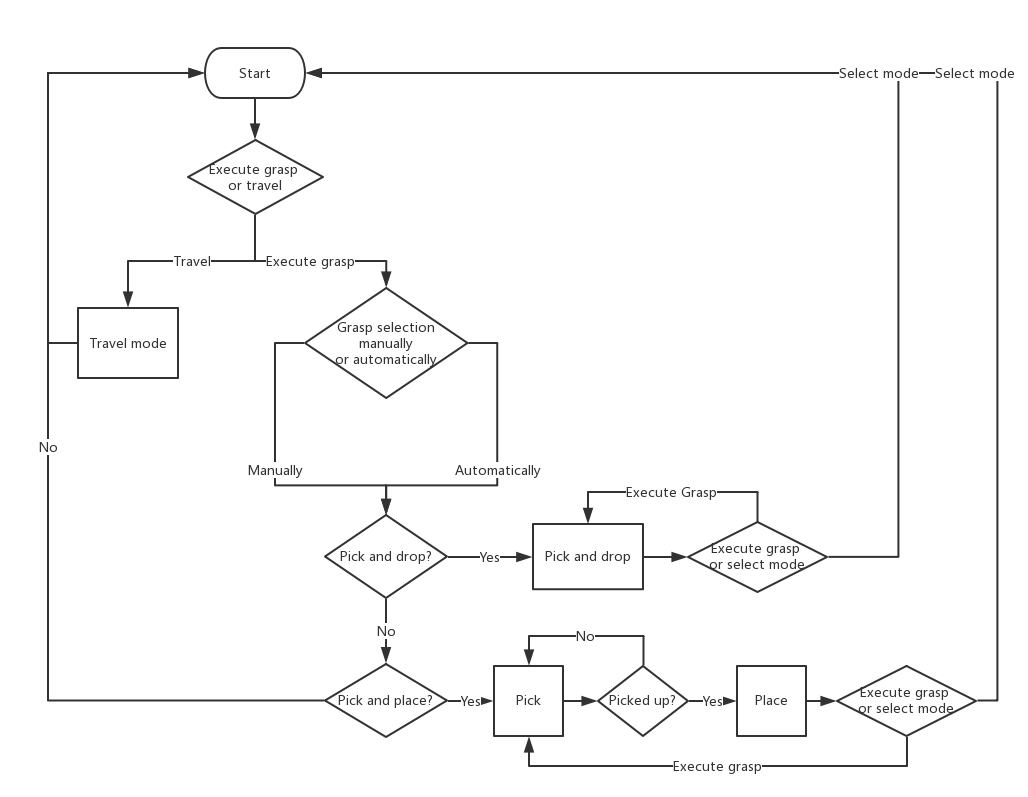 Start
Select mode
Select mode
Execute grasp
or travel
Travel
Execute grasp
Travel mode
Grasp selection
manually
or automatically
No
Manually
Automatically
Execute Grasp
Pick and drop?
Yes
Pick and drop
Execute grasp
or select mode
No
No
Pick and place?
Yes
Pick
Picked up?
Yes
Place
Execute grasp
or select mode
Execute grasp